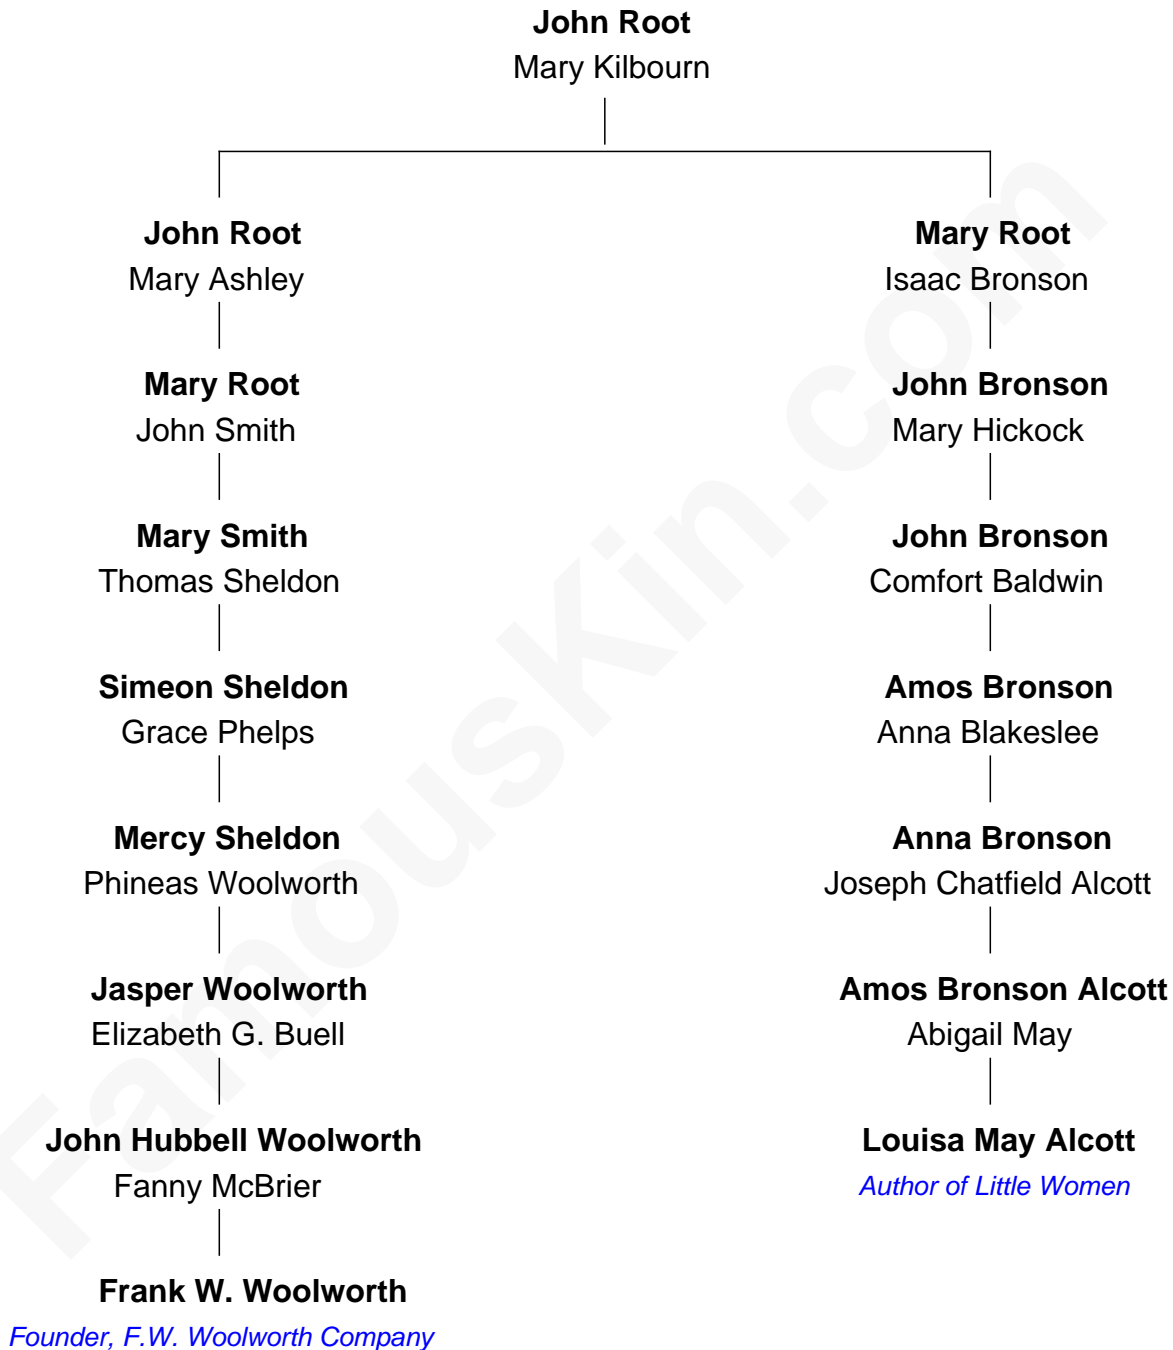 John Root
Mary Kilbourn
John Root
Mary Ashley
Mary Root
Isaac Bronson
Mary Root
John Smith
John Bronson
Mary Hickock
Mary Smith
Thomas Sheldon
John Bronson
Comfort Baldwin
Simeon Sheldon
Grace Phelps
Amos Bronson
Anna Blakeslee
Mercy Sheldon
Phineas Woolworth
Anna Bronson
Joseph Chatfield Alcott
Jasper Woolworth
Elizabeth G. Buell
Amos Bronson Alcott
Abigail May
John Hubbell Woolworth
Fanny McBrier
Louisa May Alcott
Author of Little Women
Frank W. Woolworth
Founder, F.W. Woolworth Company
FamousKin.com